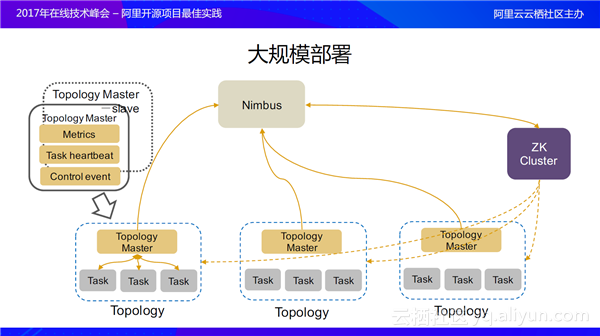 2017年在线技术峰会 – 阿里开源项目最佳实践
阿里云云栖社区主办
大规模部署
Topology Master
—slave
Topology Master
Metrics
Task heartbeat
Control event
Nimbus
ZK
Cluster
Topology
Master
Task Task Task
Topology
Topology
Master
Task Task Task
Topology
Topology
Master
Task Task Task
Topology
云栖社区 yq.aliyun.com